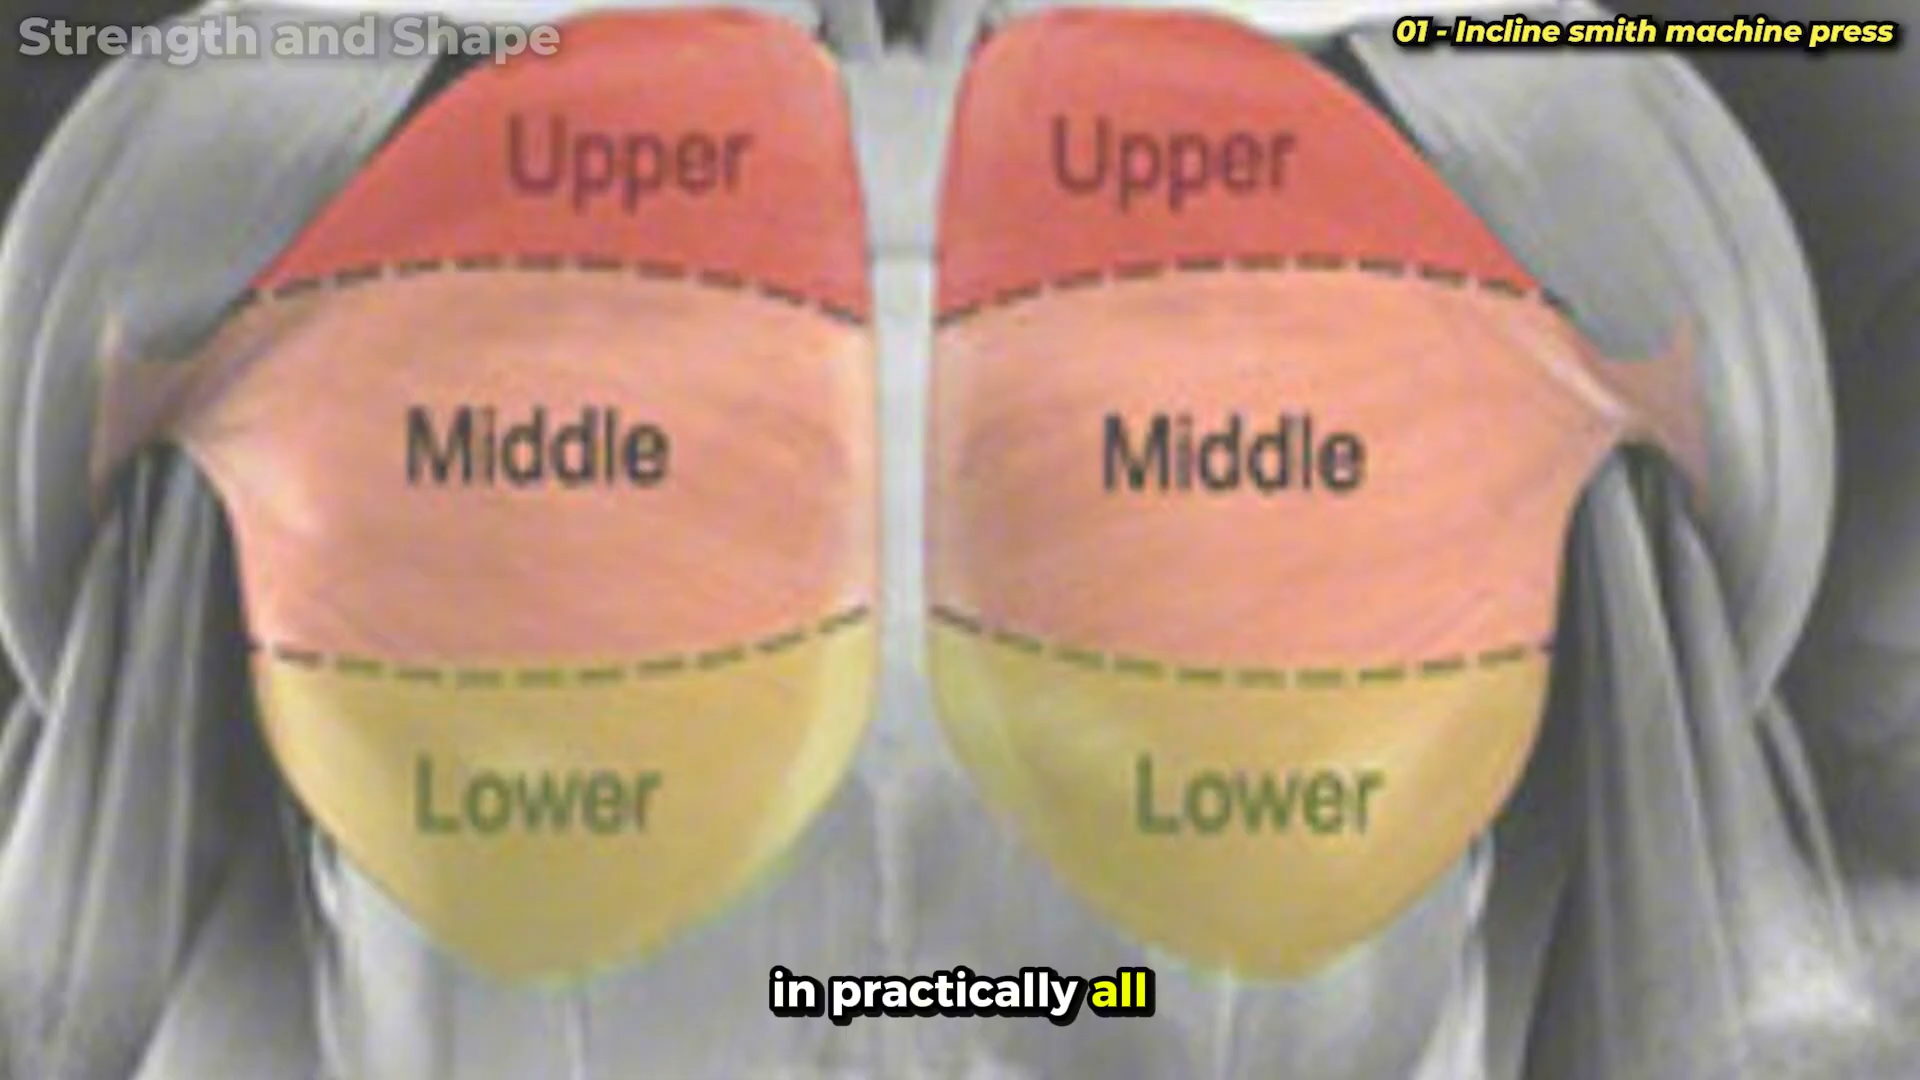 Strength and Shape
01 - Incline smith machine press
Upper
Upper
Middle
Middle
Lower
Lower
in practically all